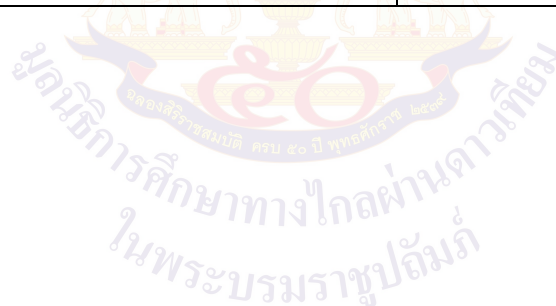 ๕๐
ฉลองสิริราชสมบัติ ครบ ๕๐ ปี พุทธศักราช ๒๕๓๙
มูลนิธิการศึกษาทางไกลผ่านดาวเทียม
ในพระบรมราชูปถัมภ์